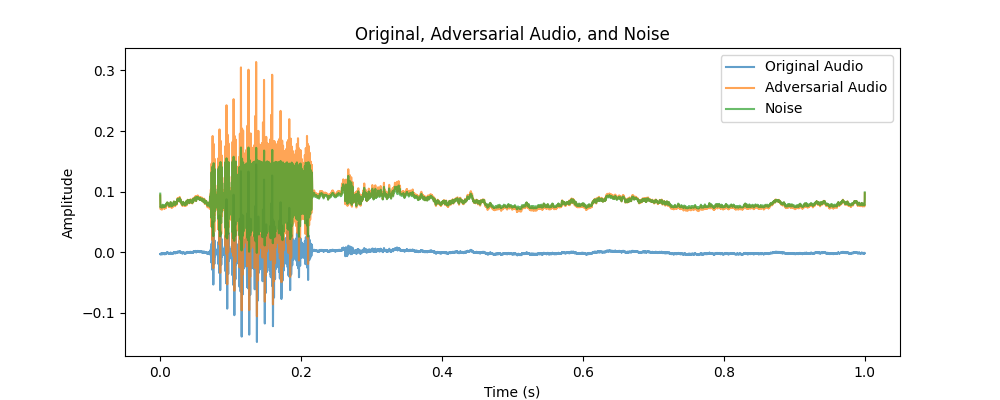 Original, Adversarial Audio, and Noise
Original Audio
Adversarial Audio
Noise
Amplitude
0.3
0.2
0.1
0.0
−0.1
0.0 0.2 0.4 0.6 0.8 1.0
Time (s)